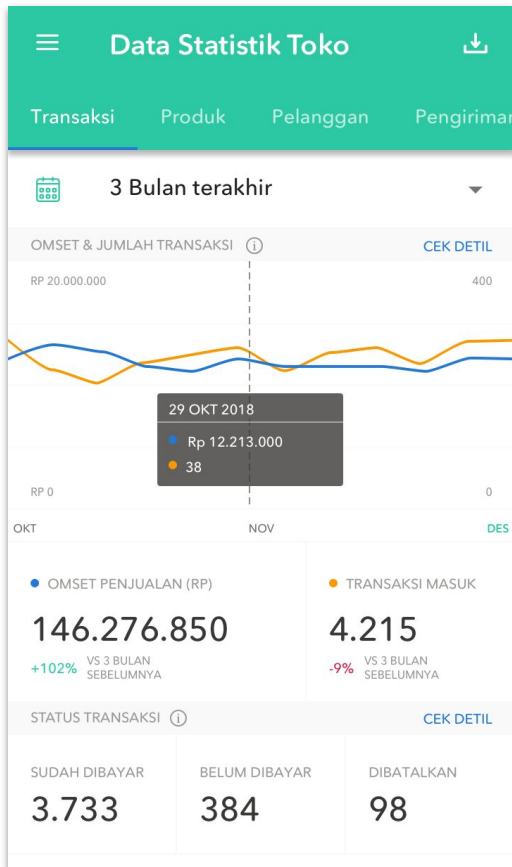 Data Statistik Toko
Transaksi Produk Pelanggan Pengiriman
3 Bulan terakhir
OMSET & JUMLAH TRANSAKSI CEK DETIL
RP 20.000.000 400
29 OKT 2018
Rp 12.213.000
38
RP 0 0
OKT NOV DES
OMSET PENJUALAN (RP) TRANSAKSI MASUK
146.276.850 4.215
+102% VS 3 BULAN SEBELUMNYA -9% VS 3 BULAN SEBELUMNYA
STATUS TRANSAKSI CEK DETIL
SUDAH DIBAYAR BELUM DIBAYAR DIBATALKAN
3.733 384 98